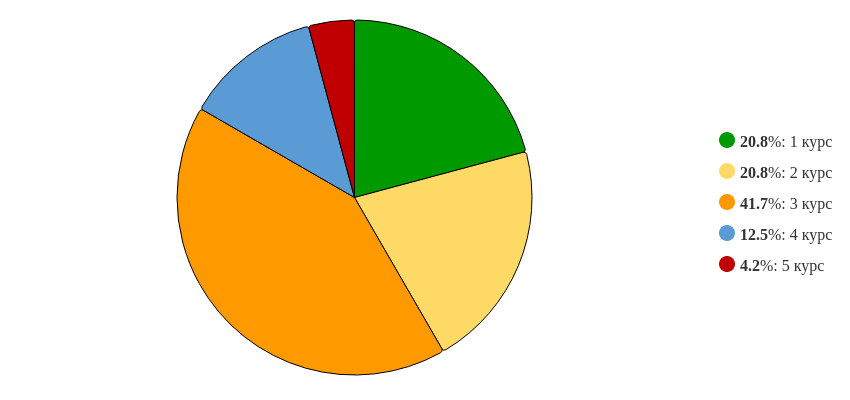 20.8%: 1 курс
20.8%: 2 курс
41.7%: 3 курс
12.5%: 4 курс
4.2%: 5 курс